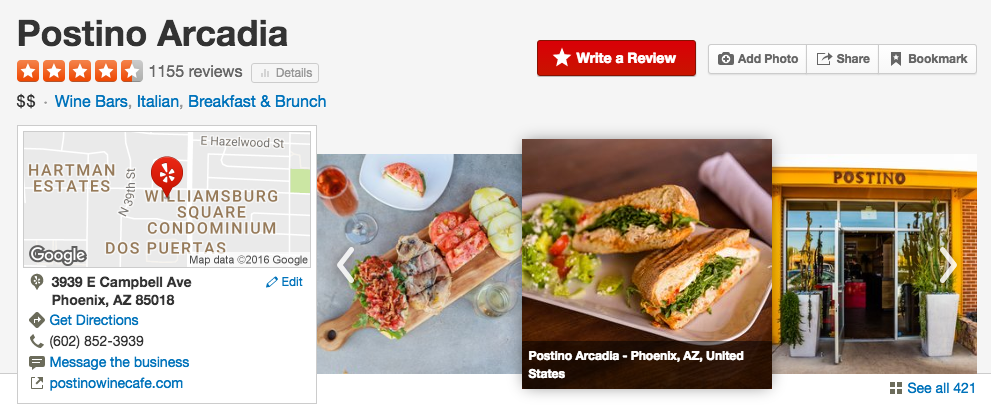 Postino Arcadia
1155 reviews
Details
Write a Review
Add Photo
Share
Bookmark
$$ · Wine Bars, Italian, Breakfast & Brunch
E Hazelwood St
HARTMAN
ESTATES
N 39th St
WILLIAMSBURG
SQUARE
CONDOMINIUM
DOS PUERTAS
Google
Map data ©2016 Google
3939 E Campbell Ave
Phoenix, AZ 85018
Edit
Get Directions
(602) 852-3939
Message the business
postinowinecafe.com
Postino Arcadia - Phoenix, AZ, United
States
POSTINO
See all 421